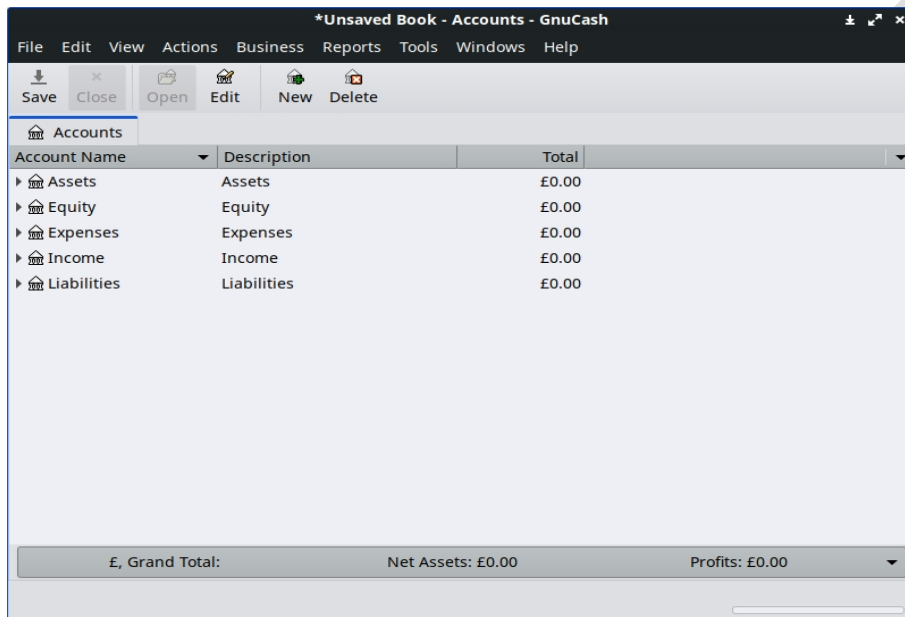 *Unsaved Book - Accounts - GnuCash
File Edit View Actions Business Reports Tools Windows Help
Save Close Open Edit New Delete
Accounts
Account Name Description Total
Assets Assets £0.00
Equity Equity £0.00
Expenses Expenses £0.00
Income Income £0.00
Liabilities Liabilities £0.00
£, Grand Total: Net Assets: £0.00 Profits: £0.00